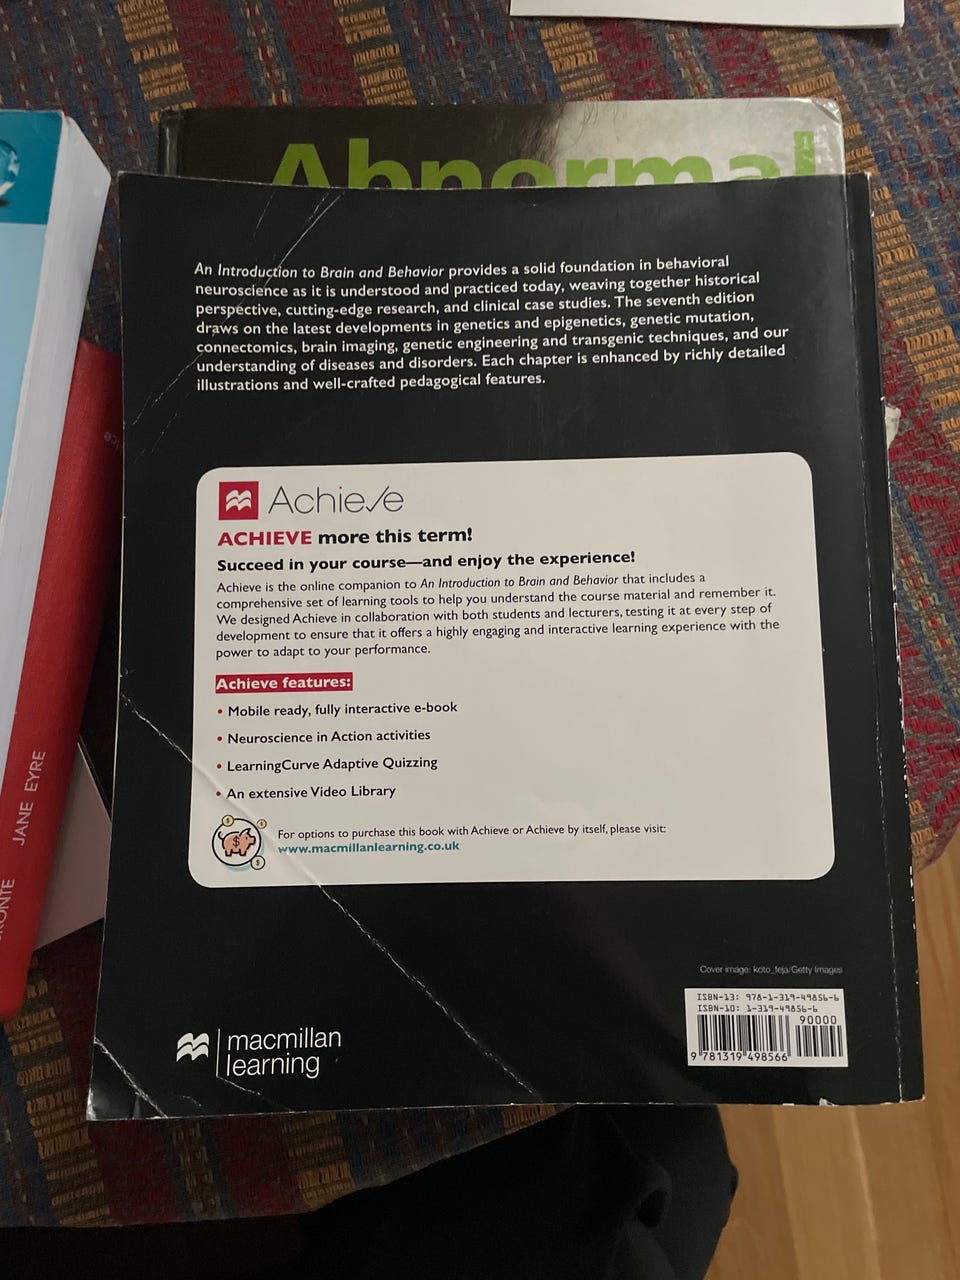 Abnormal
An Introduction to Brain and Behavior provides a solid foundation in behavioral
neuroscience as it is understood and practiced today, weaving together historical
perspective, cutting-edge research, and clinical case studies. The seventh edition
draws on the latest developments in genetics and epigenetics, genetic mutation,
connectomics, brain imaging, genetic engineering and transgenic techniques, and our
understanding of diseases and disorders. Each chapter is enhanced by richly detailed
illustrations and well-crafted pedagogical features.
Achieve
ACHIEVE more this term!
Succeed in your course—and enjoy the experience!
Achieve is the online companion to An Introduction to Brain and Behavior that includes a
comprehensive set of learning tools to help you understand the course material and remember it.
We designed Achieve in collaboration with both students and lecturers, testing it at every step of
development to ensure that it offers a highly engaging and interactive learning experience with the
power to adapt to your performance.
Achieve features:
• Mobile ready, fully interactive e-book
• Neuroscience in Action activities
• LearningCurve Adaptive Quizzing
• An extensive Video Library
For options to purchase this book with Achieve or Achieve by itself, please visit:
www.macmillanlearning.co.uk
Cover image: koto_feja/Getty Images
ISBN-13: 978-1-319-49856-6
ISBN-10: 1-319-49856-6
90000
9 781319 498566
macmillan
learning
JANE EYRE